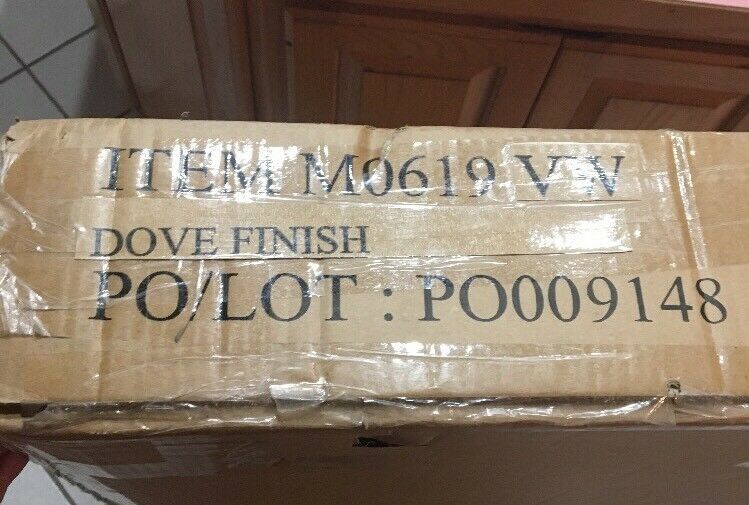 ITEM M0619 VW
DOVE FINISH
PO/LOT : PO009148